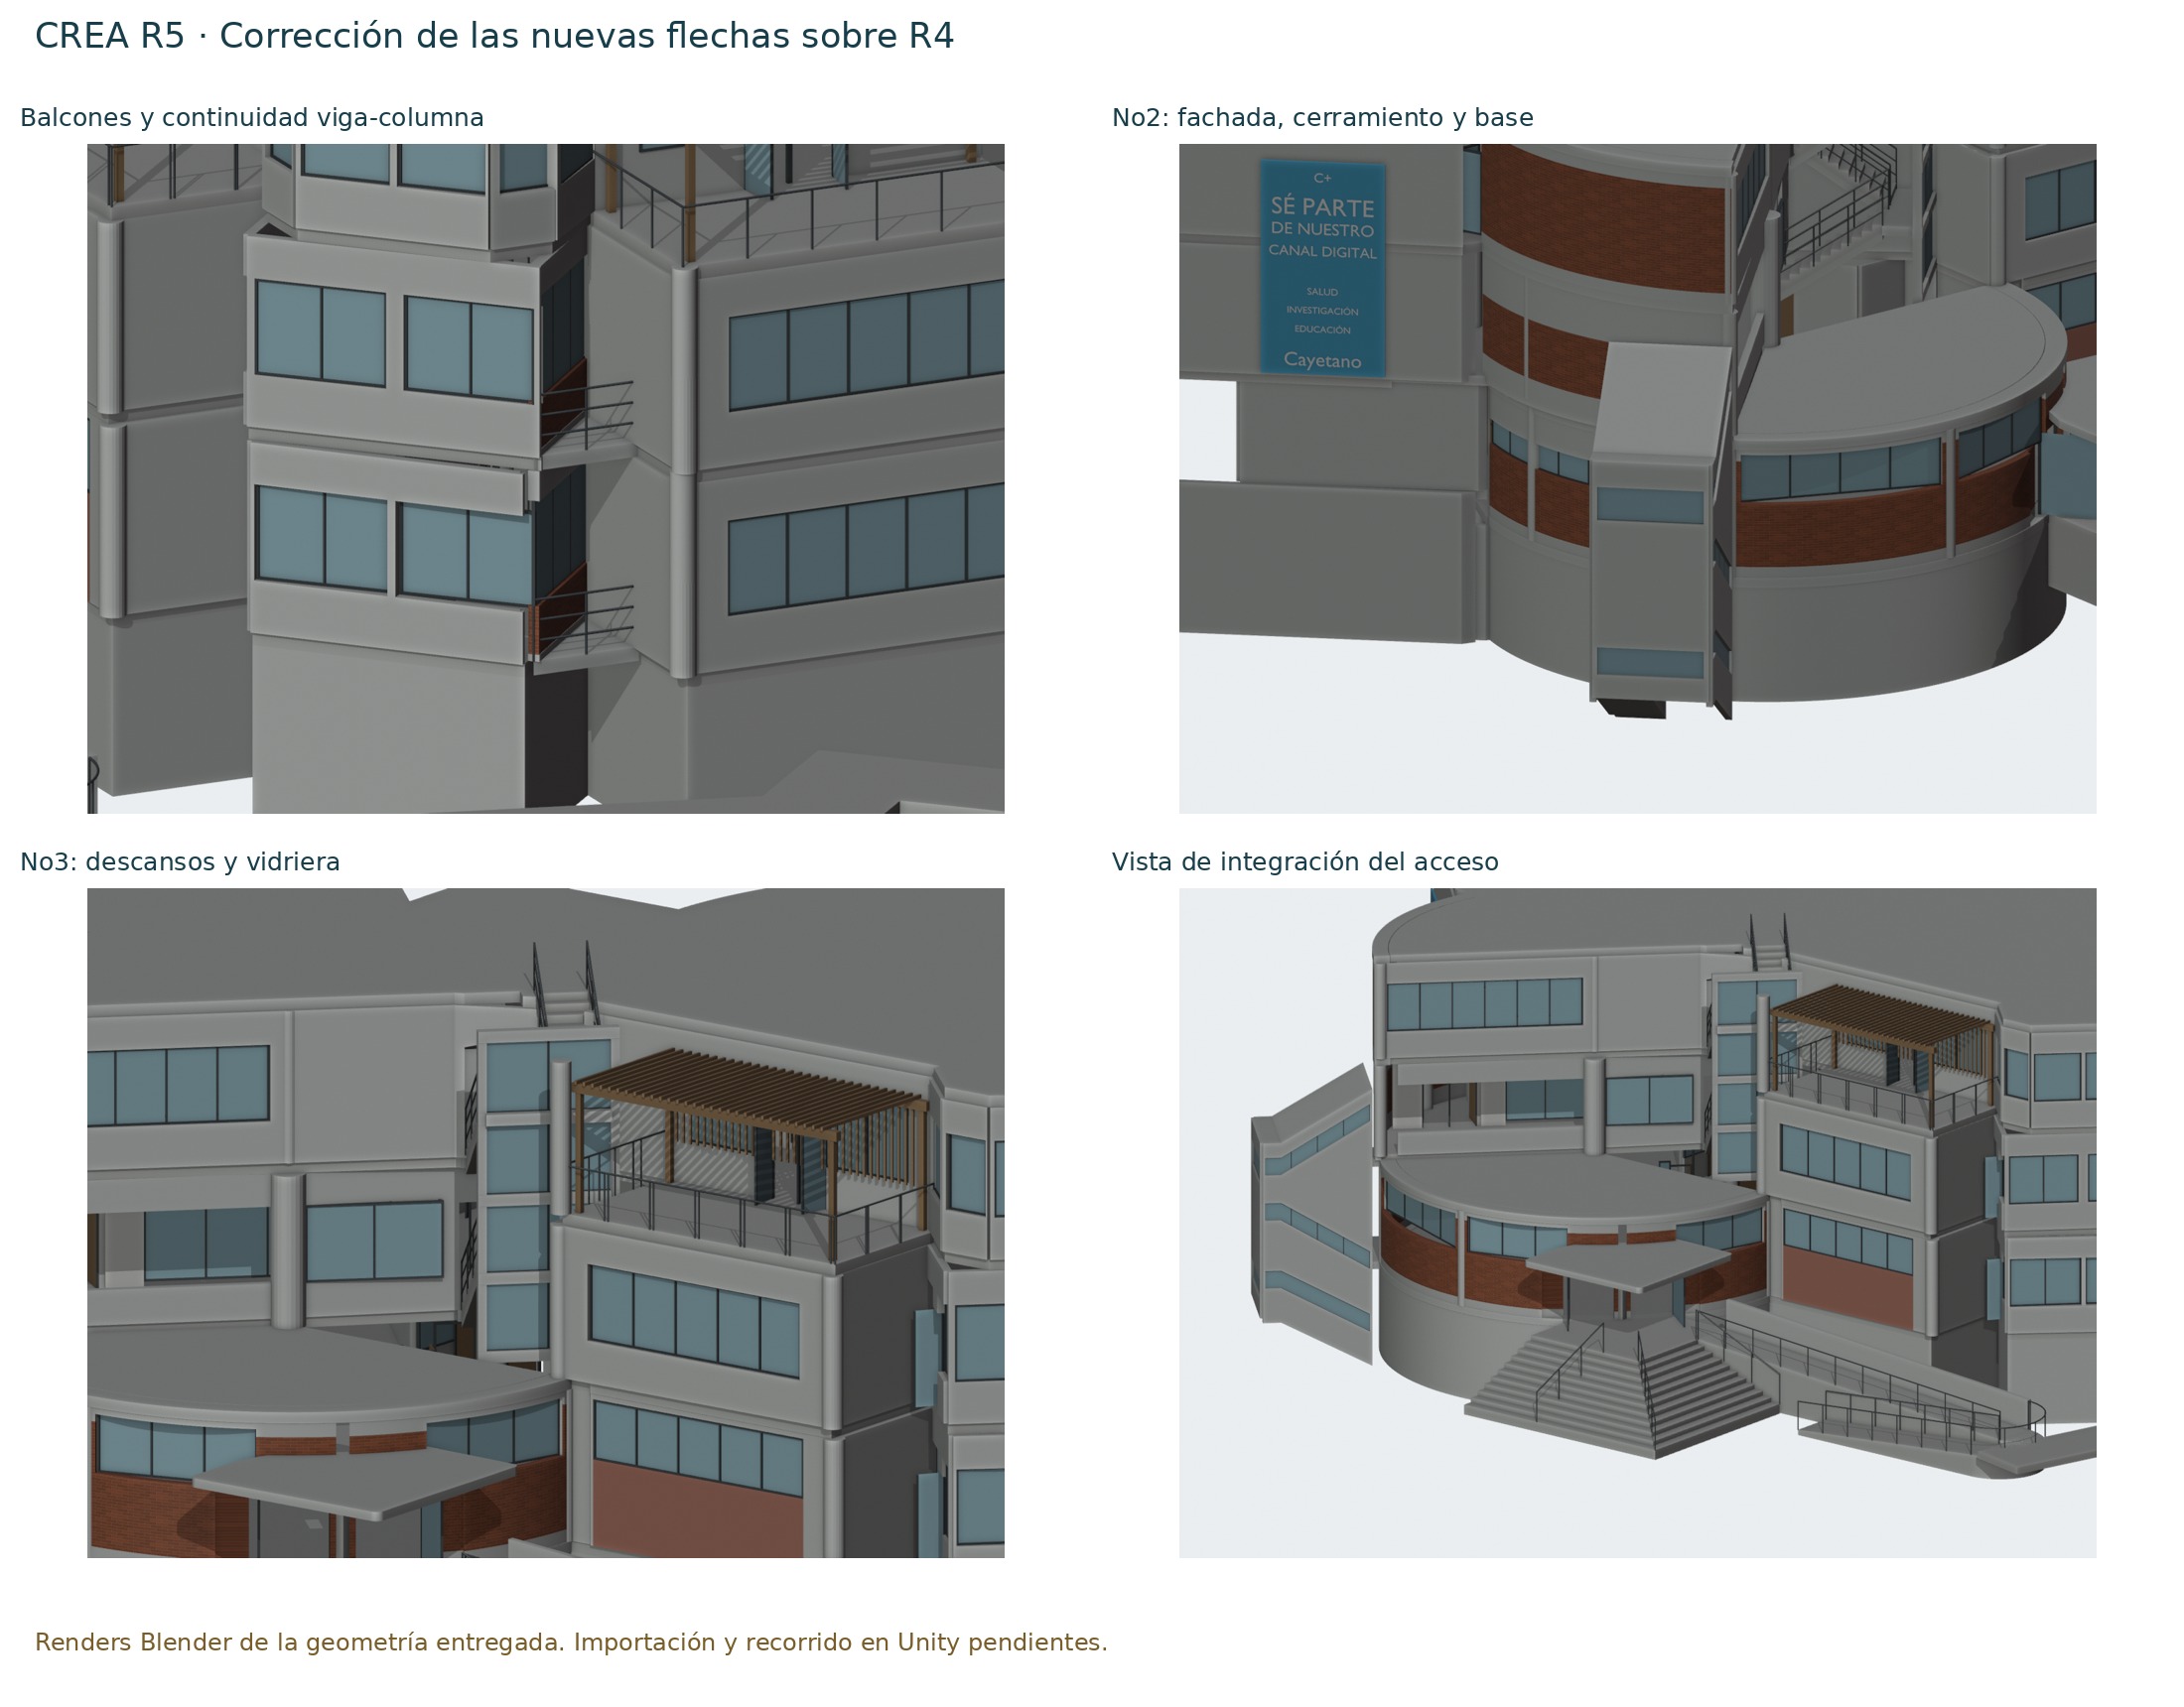 CREA R5 · Corrección de las nuevas flechas sobre R4
Balcones y continuidad viga-columna
No2: fachada, cerramiento y base
C+
SÉ PARTE
DE NUESTRO
CANAL DIGITAL
SALUD
INVESTIGACIÓN
EDUCACIÓN
Cayetano
No3: descansos y vidriera
Vista de integración del acceso
Renders Blender de la geometría entregada. Importación y recorrido en Unity pendientes.